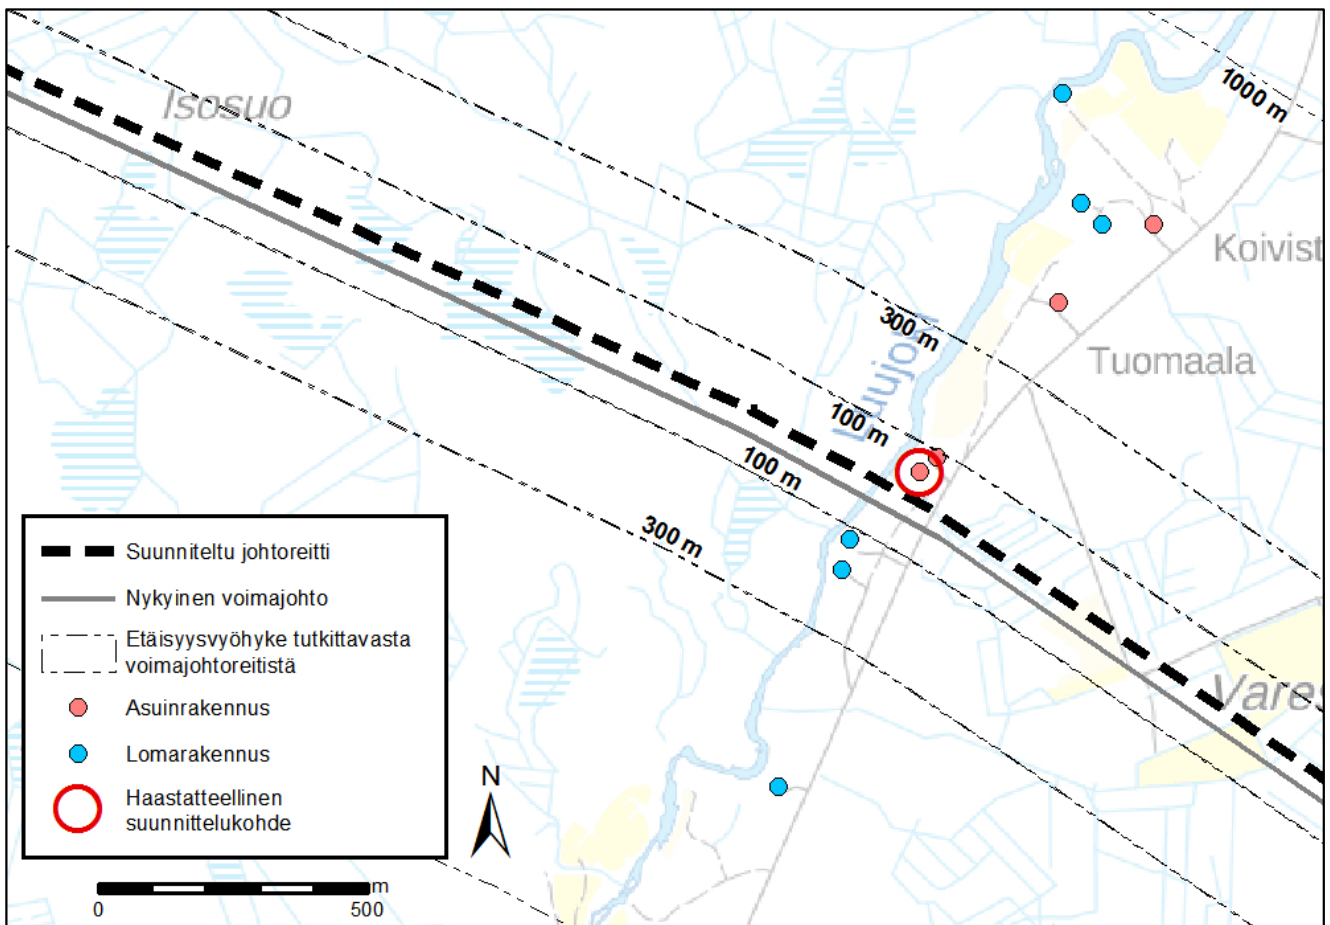 Isosuo
1000 m
Koivist
300 m
Tuomaala
100 m
100 m
300 m
Vares
Suunniteltu johtoreitti
Nykyinen voimajohto
Etäisyysvyöhyke tutkittavasta
voimajohtoreitistä
Asuinrakennus
Lomarakennus
Haastatteellinen
suunnittelukohde
N
m
0 500